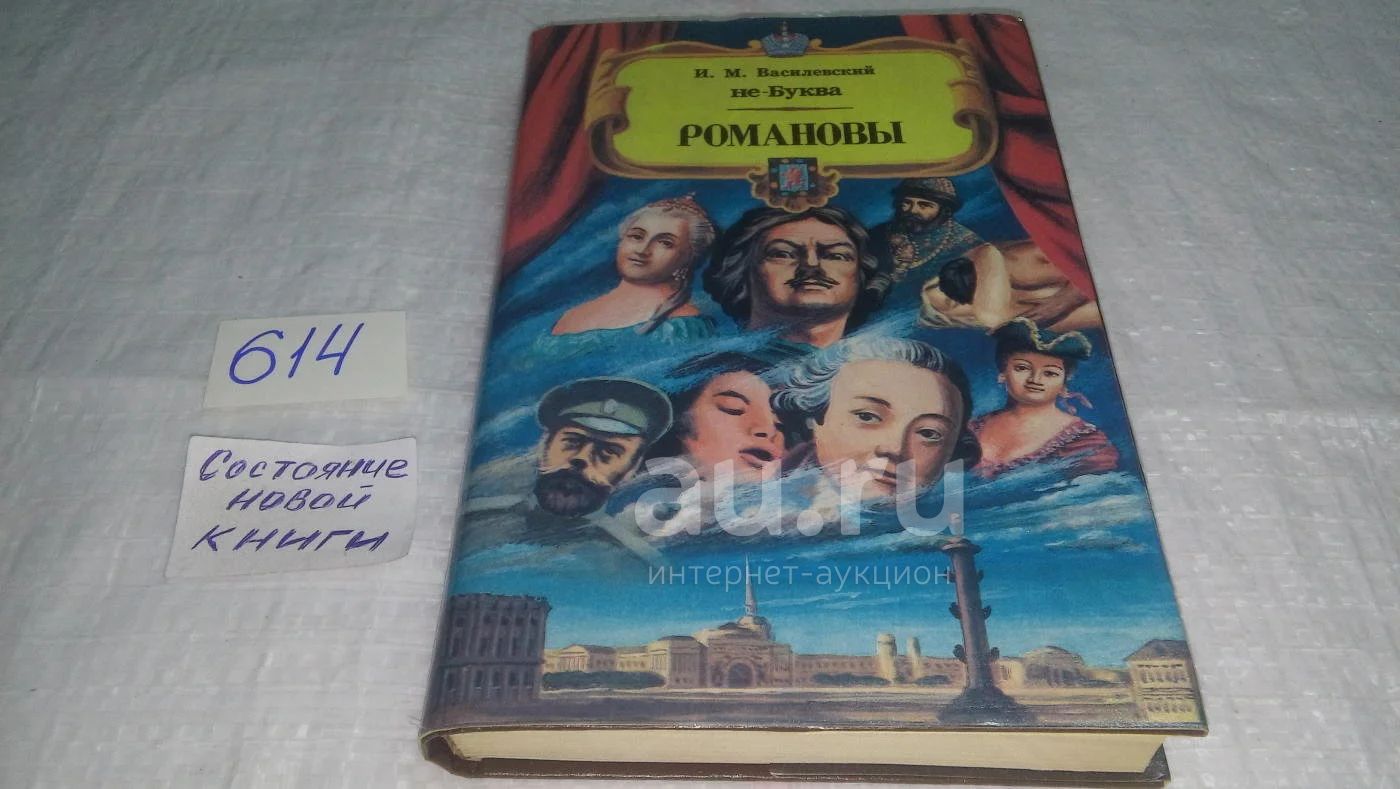 И. М. Василевский
не-Буква
РОМАНОВЫ
614
Состояние
новой
книги
au.ru
интернет-аукцион